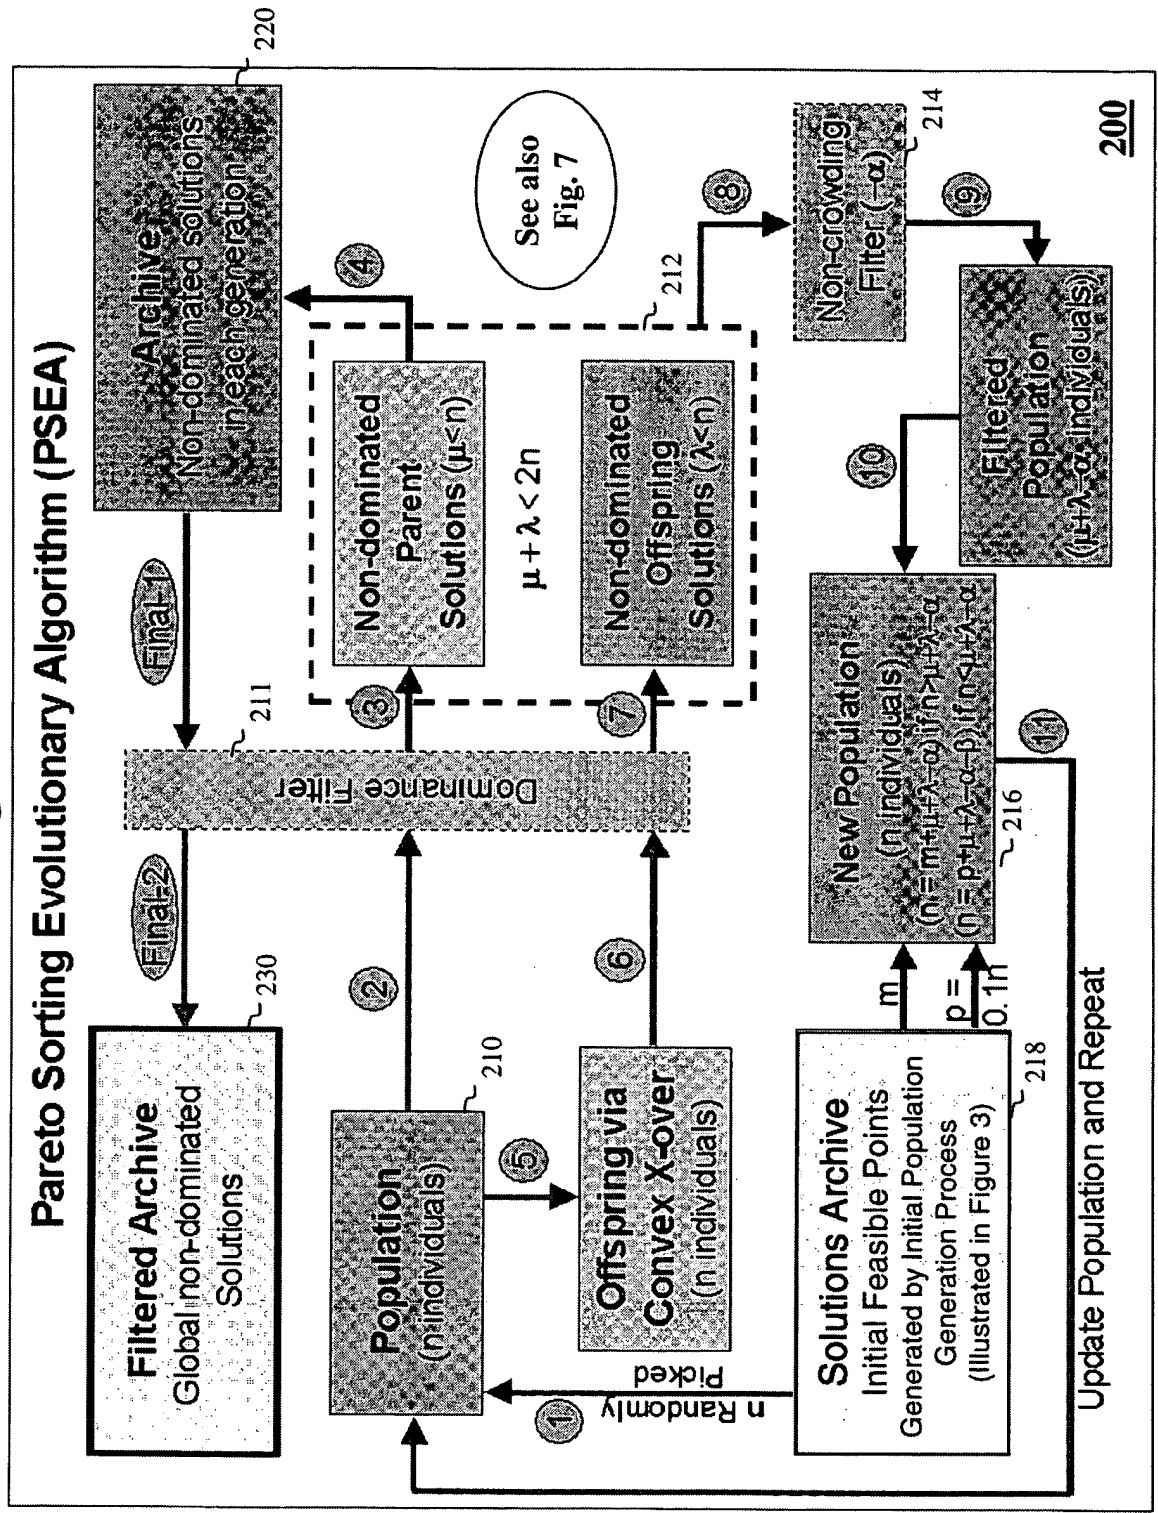 Pareto Sorting Evolutionary Algorithm (PSEA)
Filtered Archive
Global non-dominated
Solutions
230
Final-2
211
Final-1
Archive
Non-dominated solutions
in each generation
220
Population
(n individuals)
210
2
Dominance Filter
3
Non-dominated
Parent
Solutions (μ<n)
4
μ + λ < 2n
See also
Fig. 7
5
Offspring via
Convex X-over
(n individuals)
6
7
Non-dominated
Offspring
Solutions (λ<n)
212
8
1
n Randomly
Picked
Solutions Archive
Initial Feasible Points
Generated by Initial Population
Generation Process
(Illustrated in Figure 3)
218
m
p =
0.1n
New Population
(n individuals)
(n = m+μ+λ-α) if n>μ+λ-α
(n = p+μ+λ-α-β) if n<μ+λ-α
216
10
Non-crowding
Filter (-α)
214
9
Filtered
Population
(μ+λ-α individuals)
11
Update Population and Repeat
200